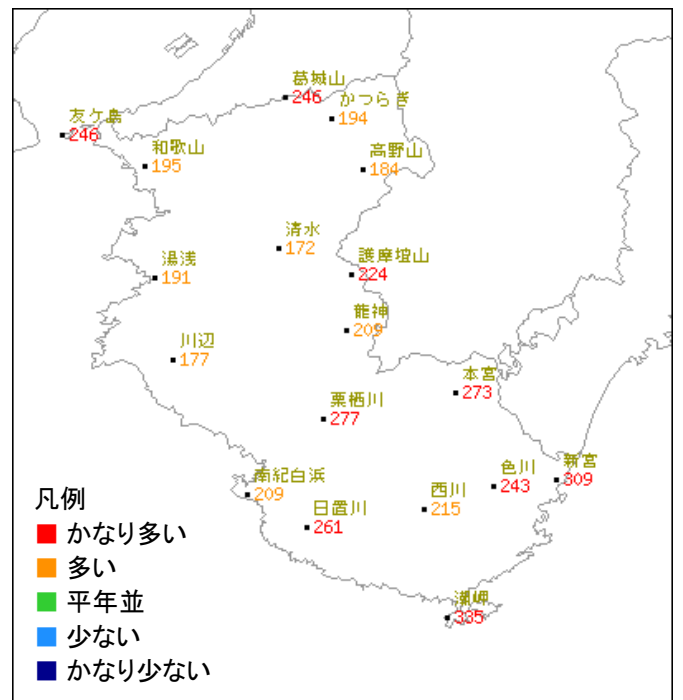 葛城山
246
かつらぎ
194
友ケ島
246
和歌山
195
高野山
184
清水
172
湯浅
191
護摩壇山
224
龍神
209
川辺
177
本宮
273
栗栖川
277
南紀白浜
209
日置川
261
西川
215
色川
243
新宮
309
潮岬
335
凡例
かなり多い
多い
平年並
少ない
かなり少ない